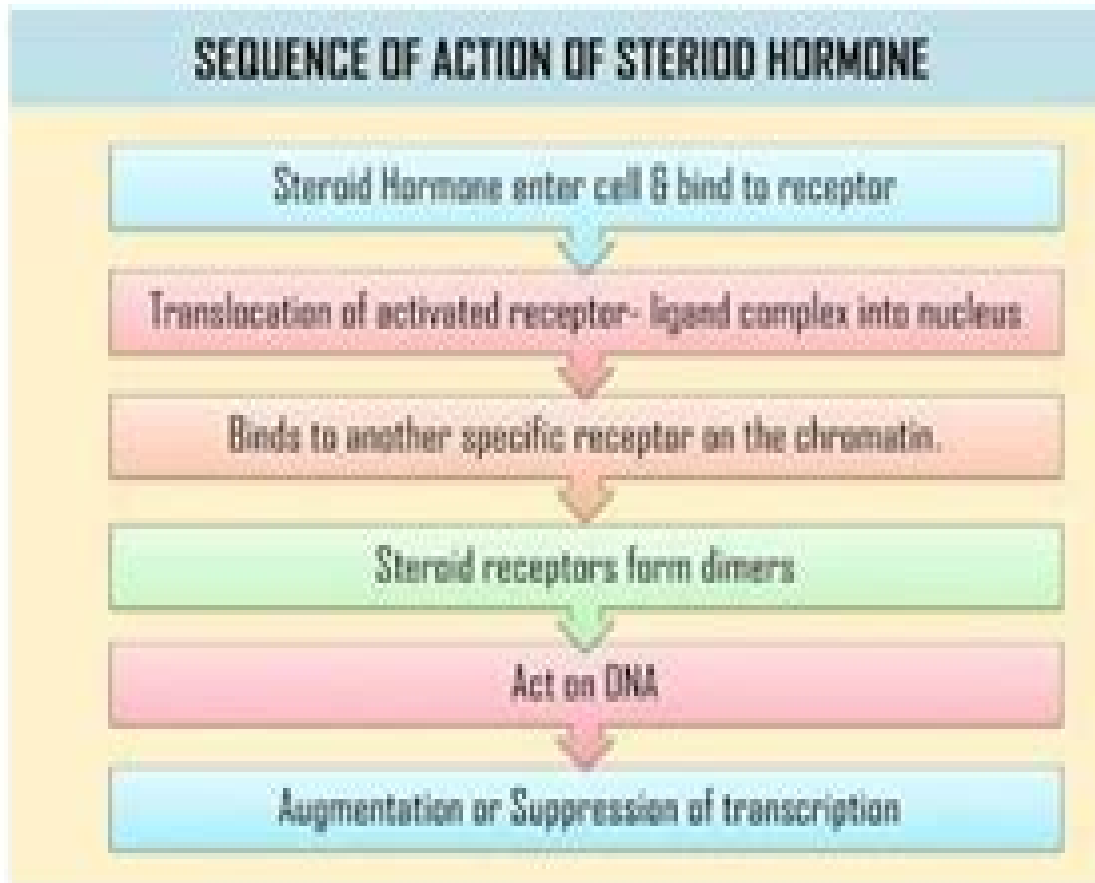 SEQUENCE OF ACTION OF STERIOD HORMONE
Steroid Hormone enter cell & bind to receptor
Translocation of activated receptor- ligand complex into nucleus
Binds to another specific receptor on the chromatin.
Steroid receptors form dimers
Act on DNA
Augmentation or Suppression of transcription